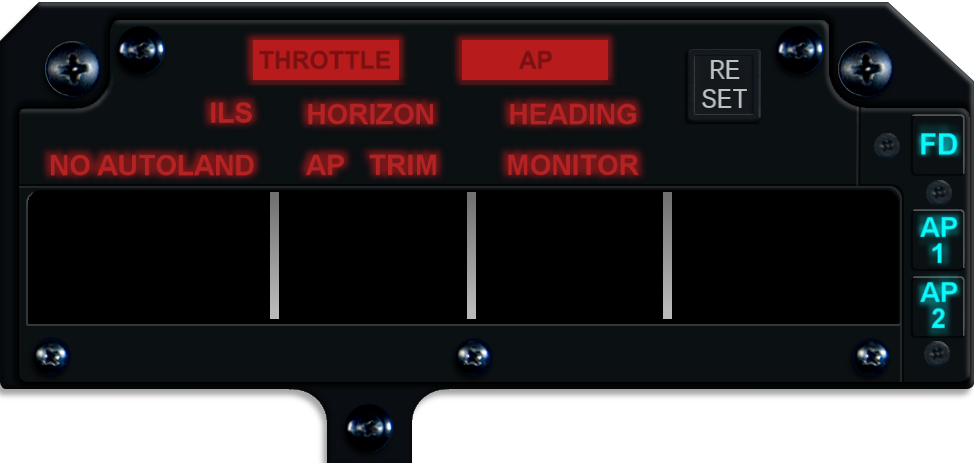 THROTTLE AP
RE
SET
ILS HORIZON HEADING
FD
NO AUTOLAND AP TRIM MONITOR
AP
1
AP
2